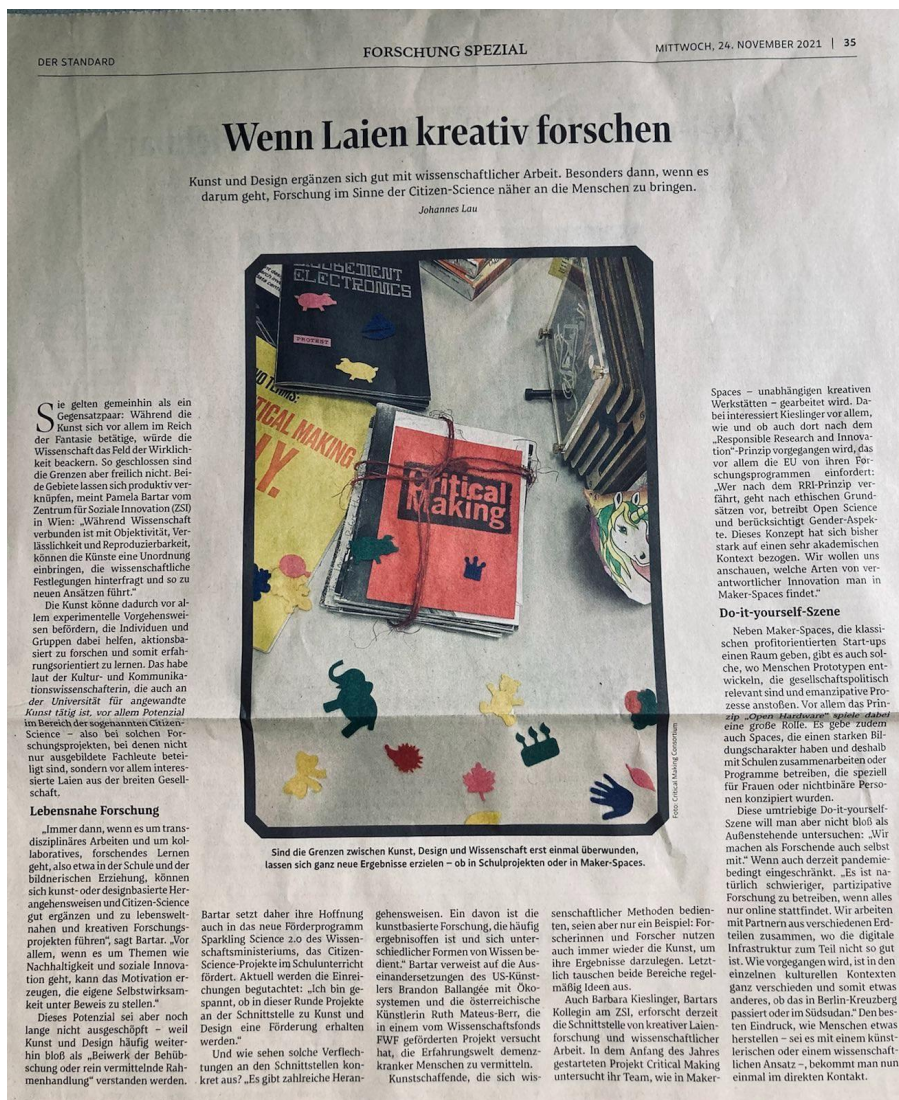 DER STANDARD
FORSCHUNG SPEZIAL
MITTWOCH, 24. NOVEMBER 2021 | 35
Wenn Laien kreativ forschen
Kunst und Design ergänzen sich gut mit wissenschaftlicher Arbeit. Besonders dann, wenn es
darum geht, Forschung im Sinne der Citizen-Science näher an die Menschen zu bringen.
Johannes Lau
ELECTRONICS
PROTEST
TICAL MAKING
Critical
Making
Foto: Critical Making Consortium
Sind die Grenzen zwischen Kunst, Design und Wissenschaft erst einmal überwunden,
lassen sich ganz neue Ergebnisse erzielen – ob in Schulprojekten oder in Maker-Spaces.
Sie gelten gemeinhin als ein
Gegensatzpaar: Während die
Kunst sich vor allem im Reich
der Fantasie betätige, würde die
Wissenschaft das Feld der Wirklich-
keit beackern. So geschlossen sind
die Grenzen aber freilich nicht. Bei-
de Gebiete lassen sich produktiv ver-
knüpfen, meint Pamela Bartar vom
Zentrum für Soziale Innovation (ZSI)
in Wien: „Während Wissenschaft
verbunden ist mit Objektivität, Ver-
lässlichkeit und Reproduzierbarkeit,
können die Künste eine Unordnung
einbringen, die wissenschaftliche
Festlegungen hinterfragt und so zu
neuen Ansätzen führt.“
Die Kunst könne dadurch vor al-
lem experimentelle Vorgehenswei-
sen befördern, die Individuen und
Gruppen dabei helfen, aktionsba-
siert zu forschen und somit erfah-
rungsorientiert zu lernen. Das habe
laut der Kultur- und Kommunika-
tionswissenschafterin, die auch an
der Universität für angewandte
Kunst tätig ist, vor allem Potenzial
im Bereich der sogenannten Citizen-
Science – also bei solchen For-
schungsprojekten, bei denen nicht
nur ausgebildete Fachleute betei-
ligt sind, sondern vor allem interes-
sierte Laien aus der breiten Gesell-
schaft.
Lebensnahe Forschung
„Immer dann, wenn es um trans-
disziplinäres Arbeiten und um kol-
laboratives, forschendes Lernen
geht, also etwa in der Schule und der
bildnerischen Erziehung, können
sich kunst- oder designbasierte Her-
angehensweisen und Citizen-Science
gut ergänzen und zu lebenswelt-
nahen und kreativen Forschungs-
projekten führen“, sagt Bartar. „Vor
allem, wenn es um Themen wie
Nachhaltigkeit und soziale Innova-
tion geht, kann das Motivation er-
zeugen, die eigene Selbstwirksam-
keit unter Beweis zu stellen.“
Dieses Potenzial sei aber noch
lange nicht ausgeschöpft – weil
Kunst und Design häufig weiter-
hin bloß als „Beiwerk der Behüb-
schung oder rein vermittelnde Rah-
menhandlung“ verstanden werden.
Bartar setzt daher ihre Hoffnung
auch in das neue Förderprogramm
Sparkling Science 2.0 des Wissen-
schaftsministeriums, das Citizen-
Science-Projekte im Schulunterricht
fördert. Aktuell werden die Einrei-
chungen begutachtet: „Ich bin ge-
spannt, ob in dieser Runde Projekte
an der Schnittstelle zu Kunst und
Design eine Förderung erhalten
werden.“
Und wie sehen solche Verflech-
tungen an den Schnittstellen kon-
kret aus? „Es gibt zahlreiche Heran-
gehensweisen. Ein davon ist die
kunstbasierte Forschung, die häufig
ergebnisoffen ist und sich unter-
schiedlicher Formen von Wissen be-
dient.“ Bartar verweist auf die Aus-
einandersetzungen des US-Künst-
lers Brandon Ballangée mit Öko-
systemen und die österreichische
Künstlerin Ruth Mateus-Berr, die
in einem vom Wissenschaftsfonds
FWF geförderten Projekt versucht
hat, die Erfahrungswelt demenz-
kranker Menschen zu vermitteln.
Kunstschaffende, die sich wis-
senschaftlicher Methoden bedien-
ten, seien aber nur ein Beispiel: For-
scherinnen und Forscher nutzen
auch immer wieder die Kunst, um
ihre Ergebnisse darzulegen. Letzt-
lich tauschen beide Bereiche regel-
mäßig Ideen aus.
Auch Barbara Kieslinger, Bartars
Kollegin am ZSI, erforscht derzeit
die Schnittstelle von kreativer Laien-
forschung und wissenschaftlicher
Arbeit. In dem Anfang des Jahres
gestarteten Projekt Critical Making
untersucht ihr Team, wie in Maker-
Spaces – unabhängigen kreativen
Werkstätten – gearbeitet wird. Da-
bei interessiert Kieslinger vor allem,
wie und ob auch dort nach dem
„Responsible Research and Innova-
tion“-Prinzip vorgegangen wird, das
vor allem die EU von ihren For-
schungsprogrammen einfordert:
„Wer nach dem RRI-Prinzip ver-
fährt, geht nach ethischen Grund-
sätzen vor, betreibt Open Science
und berücksichtigt Gender-Aspek-
te. Dieses Konzept hat sich bisher
stark auf einen sehr akademischen
Kontext bezogen. Wir wollen uns
anschauen, welche Arten von ver-
antwortlicher Innovation man in
Maker-Spaces findet.“
Do-it-yourself-Szene
Neben Maker-Spaces, die klassi-
schen profitorientierten Start-ups
einen Raum geben, gibt es auch sol-
che, wo Menschen Prototypen ent-
wickeln, die gesellschaftspolitisch
relevant sind und emanzipative Pro-
zesse anstoßen. Vor allem das Prin-
zip „Open Hardware“ spiele dabei
eine große Rolle. Es gebe zudem
auch Spaces, die einen starken Bil-
dungscharakter haben und deshalb
mit Schulen zusammenarbeiten oder
Programme betreiben, die speziell
für Frauen oder nichtbinäre Perso-
nen konzipiert wurden.
Diese umtriebige Do-it-yourself-
Szene will man aber nicht bloß als
Außenstehende untersuchen: „Wir
machen als Forschende auch selbst
mit.“ Wenn auch derzeit pandemie-
bedingt eingeschränkt. „Es ist na-
türlich schwieriger, partizipative
Forschung zu betreiben, wenn alles
nur online stattfindet. Wir arbeiten
mit Partnern aus verschiedenen Erd-
teilen zusammen, wo die digitale
Infrastruktur zum Teil nicht so gut
ist. Wie vorgegangen wird, ist in den
einzelnen kulturellen Kontexten
ganz verschieden und somit etwas
anderes, ob das in Berlin-Kreuzberg
passiert oder im Südsudan.“ Den bes-
ten Eindruck, wie Menschen etwas
herstellen – sei es mit einem künst-
lerischen oder einem wissenschaft-
lichen Ansatz –, bekommt man nun
einmal im direkten Kontakt.